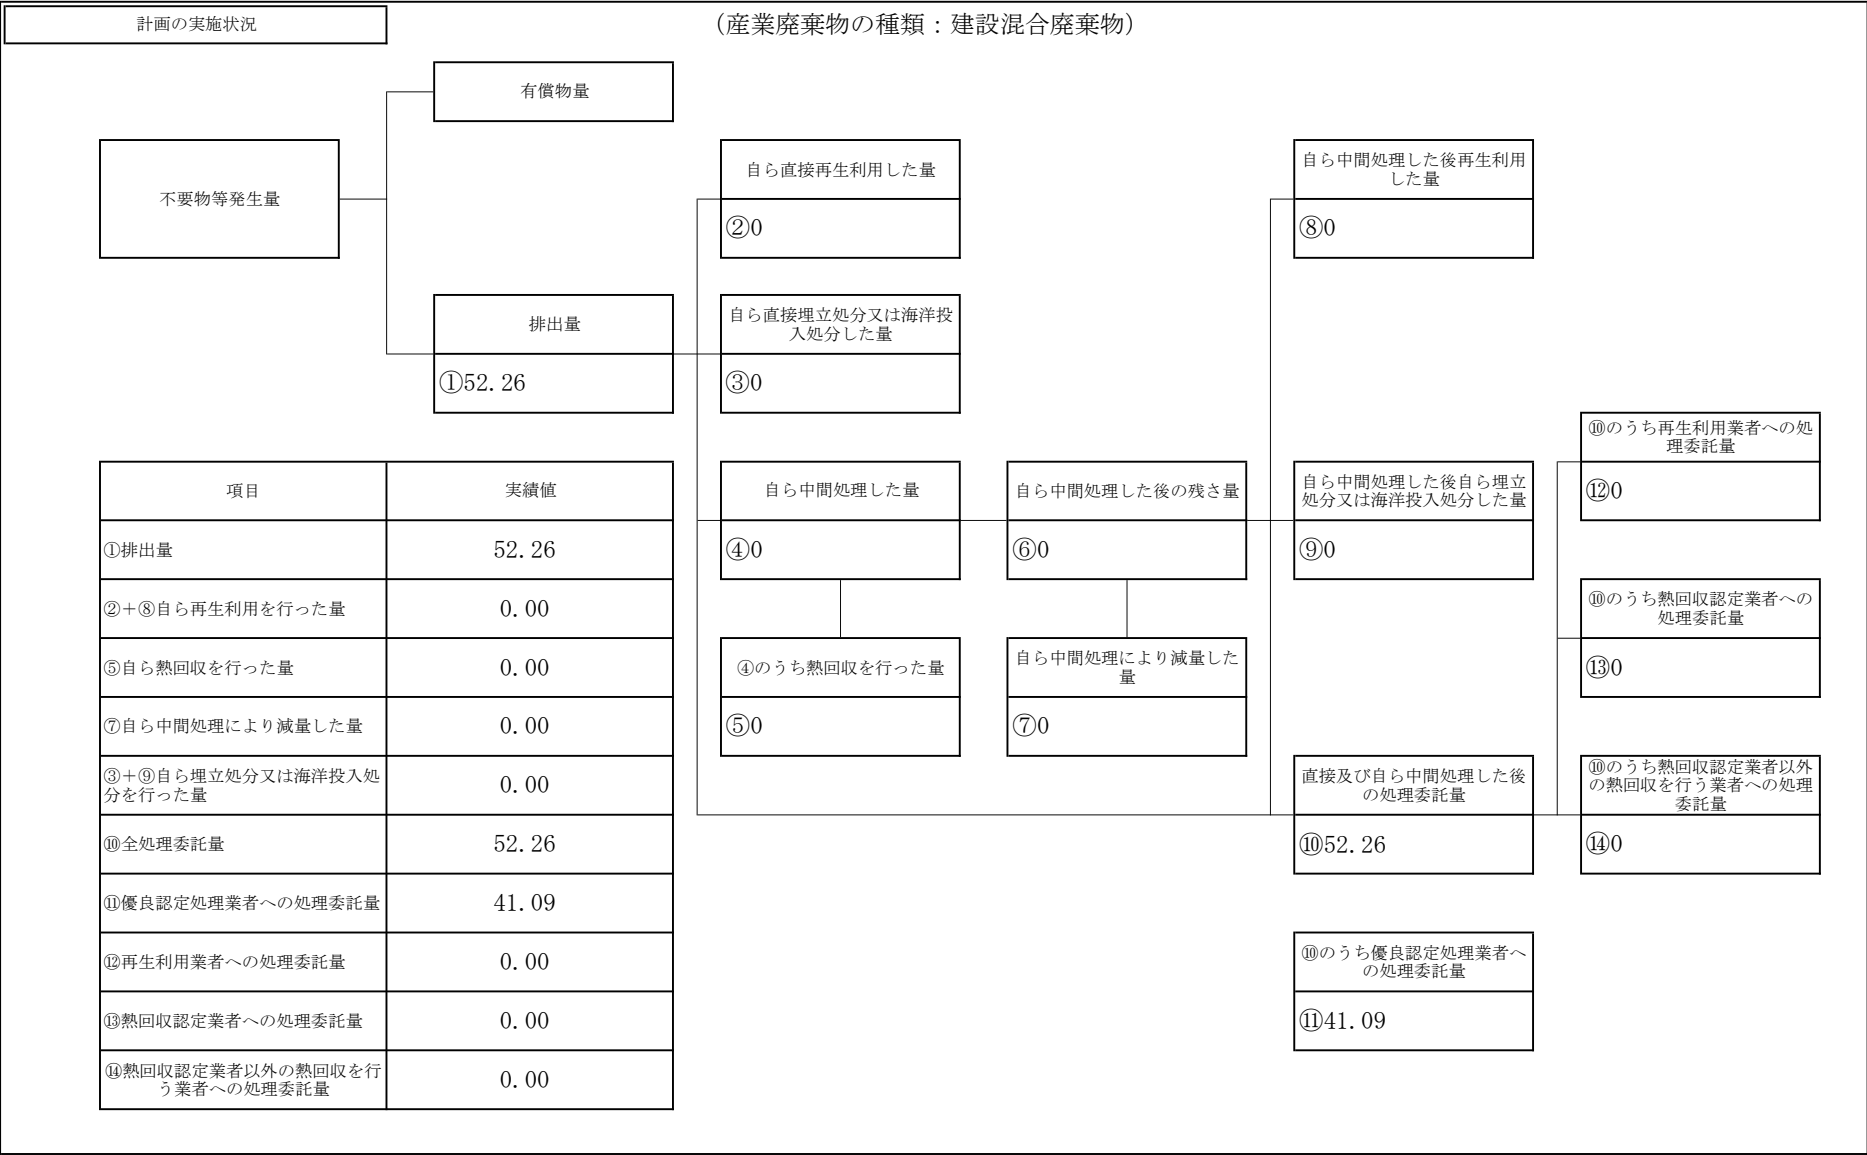 計画の実施状況
（産業廃棄物の種類：建設混合廃棄物）
有償物量
不要物等発生量
自ら直接再生利用した量
②0
自ら中間処理した後再生利用
した量
⑧0
排出量
①52.26
自ら直接埋立処分又は海洋投
入処分した量
③0
⑩のうち再生利用業者への処
理委託量
⑫0
自ら中間処理した量
④0
自ら中間処理した後の残さ量
⑥0
自ら中間処理した後自ら埋立
処分又は海洋投入処分した量
⑨0
⑩のうち熱回収認定業者への
処理委託量
⑬0
④のうち熱回収を行った量
⑤0
自ら中間処理により減量した
量
⑦0
直接及び自ら中間処理した後
の処理委託量
⑩52.26
⑩のうち熱回収認定業者以外
の熱回収を行う業者への処理
委託量
⑭0
⑩のうち優良認定処理業者へ
の処理委託量
⑪41.09
項目 実績値
①排出量 52.26
②＋⑧自ら再生利用を行った量 0.00
⑤自ら熱回収を行った量 0.00
⑦自ら中間処理により減量した量 0.00
③＋⑨自ら埋立処分又は海洋投入処
分を行った量 0.00
⑩全処理委託量 52.26
⑪優良認定処理業者への処理委託量 41.09
⑫再生利用業者への処理委託量 0.00
⑬熱回収認定業者への処理委託量 0.00
⑭熱回収認定業者以外の熱回収を行
う業者への処理委託量 0.00